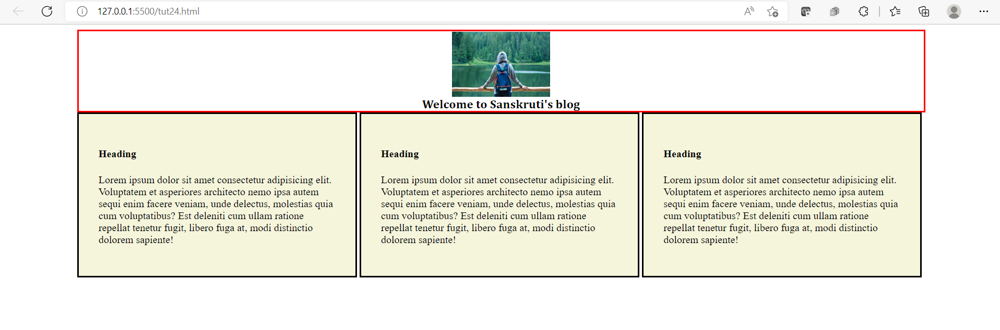 127.0.0.1:5500/tut24.html
Welcome to Sanskruti's blog
Heading
Lorem ipsum dolor sit amet consectetur adipisicing elit.
Voluptatem et asperiores architecto nemo ipsa autem
sequi enim facere veniam, unde delectus, molestias quia
cum voluptatibus? Est deleniti cum ullam ratione
repellat tenetur fugit, libero fuga at, modi distinctio
dolorem sapiente!
Heading
Lorem ipsum dolor sit amet consectetur adipisicing elit.
Voluptatem et asperiores architecto nemo ipsa autem
sequi enim facere veniam, unde delectus, molestias quia
cum voluptatibus? Est deleniti cum ullam ratione
repellat tenetur fugit, libero fuga at, modi distinctio
dolorem sapiente!
Heading
Lorem ipsum dolor sit amet consectetur adipisicing elit.
Voluptatem et asperiores architecto nemo ipsa autem
sequi enim facere veniam, unde delectus, molestias quia
cum voluptatibus? Est deleniti cum ullam ratione
repellat tenetur fugit, libero fuga at, modi distinctio
dolorem sapiente!